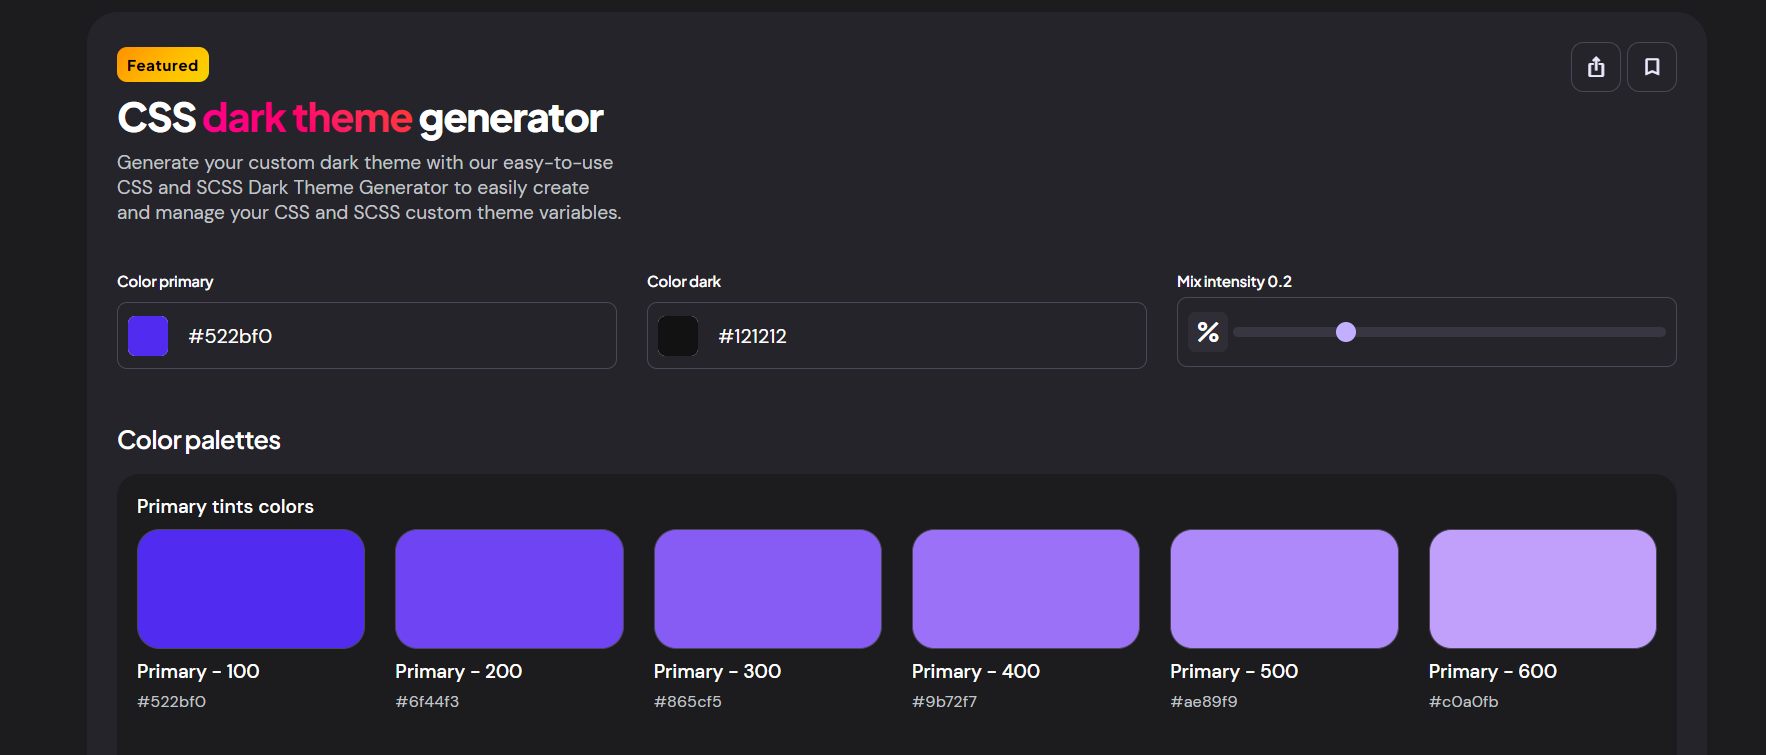 Featured
CSS dark theme generator
Generate your custom dark theme with our easy-to-use
CSS and SCSS Dark Theme Generator to easily create
and manage your CSS and SCSS custom theme variables.
Color primary
#522bf0
Color dark
#121212
Mix intensity 0.2
%
Color palettes
Primary tints colors
Primary - 100
#522bf0
Primary - 200
#6f44f3
Primary - 300
#865cf5
Primary - 400
#9b72f7
Primary - 500
#ae89f9
Primary - 600
#c0a0fb